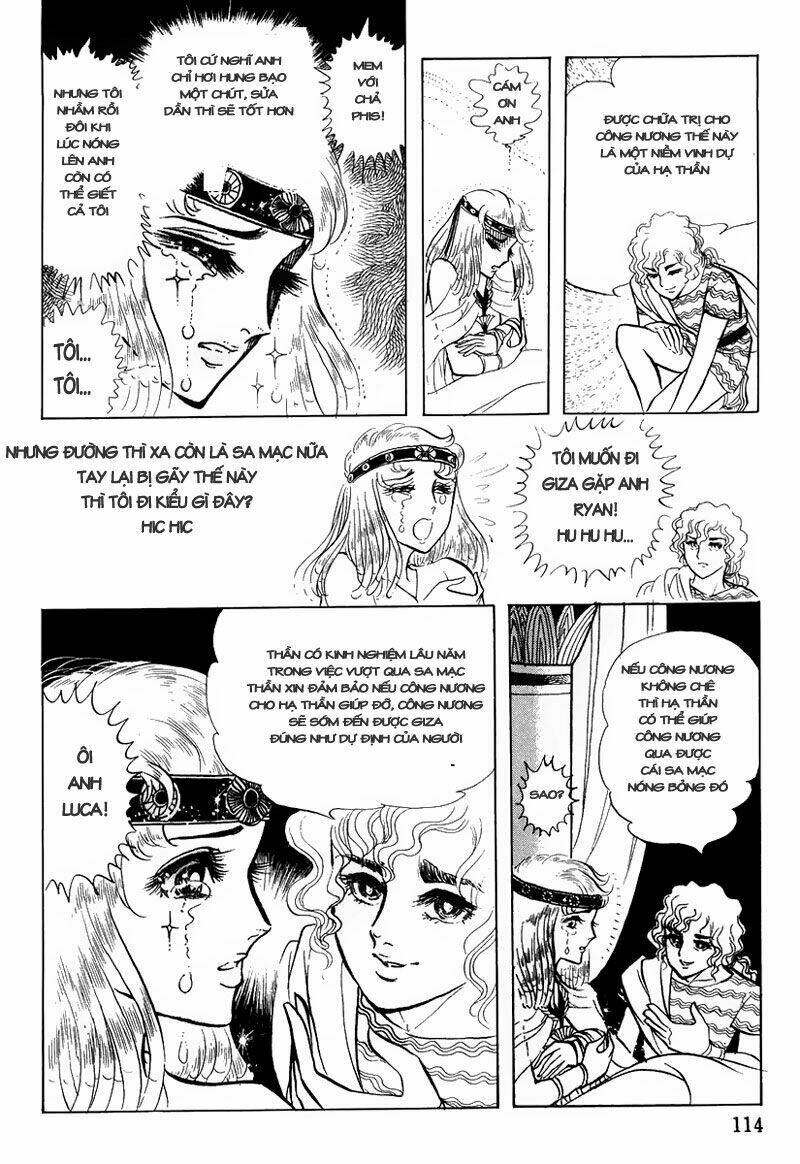 ĐƯỢC CHỮA TRỊ CHO
CÔNG NƯƠNG THẾ NÀY
LÀ MỘT NIỀM VINH DỰ
CỦA HẠ THẦN
CÁM
ƠN
ANH
MEM
VỚI
CHẢ
PHIS!
TÔI CỨ NGHĨ ANH
CHỈ HƠI HUNG BẠO
MỘT CHÚT, SỬA
DẦN THÌ SẼ TỐT HƠN
NHƯNG TÔI
NHẦM RỒI
ĐÔI KHI
LÚC NÓNG
LÊN ANH
CÒN CÓ
THỂ GIẾT
CẢ TÔI
TÔI...
TÔI...
TÔI MUỐN ĐI
GIZA GẶP ANH
RYAN!
HU HU HU...
NHƯNG ĐƯỜNG THÌ XA CÒN LÀ SA MẠC NỮA
TAY LẠI BỊ GÃY THẾ NÀY
THÌ TÔI ĐI KIỂU GÌ ĐÂY?
HIC HIC
NẾU CÔNG NƯƠNG
KHÔNG CHÊ
THÌ HẠ THẦN
CÓ THỂ GIÚP
CÔNG NƯƠNG
QUA ĐƯỢC
CÁI SA MẠC
NÓNG BỎNG ĐÓ
SAO?
THẦN CÓ KINH NGHIỆM LÂU NĂM
TRONG VIỆC VƯỢT QUA SA MẠC
THẦN XIN ĐẢM BẢO NẾU CÔNG NƯƠNG
CHO HẠ THẦN GIÚP ĐỠ, CÔNG NƯƠNG
SẼ SỚM ĐẾN ĐƯỢC GIZA
ĐÚNG NHƯ DỰ ĐỊNH CỦA NGƯỜI
ÔI
ANH
LUCA!
114